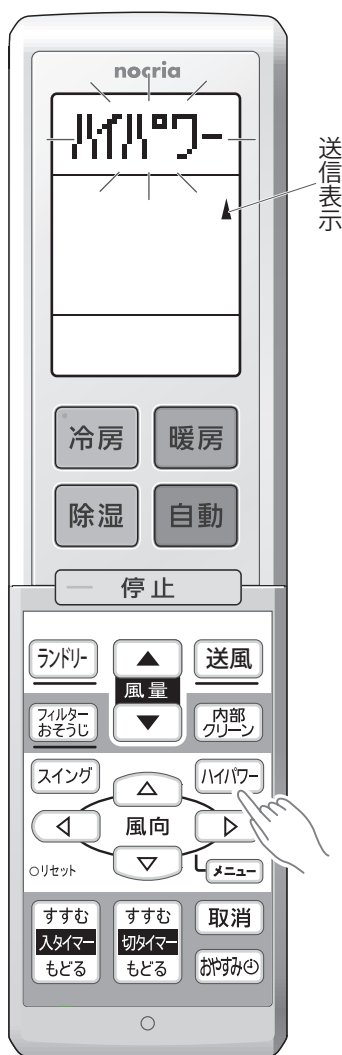 nocria
ハイパワー
送信表示
冷房
暖房
除湿
自動
停止
ランドリー
風量
送風
フィルター
おそうじ
内部
クリーン
スイング
ハイパワー
風向
リセット
メニュー
すすむ
入タイマー
もどる
すすむ
切タイマー
もどる
取消
おやすみ